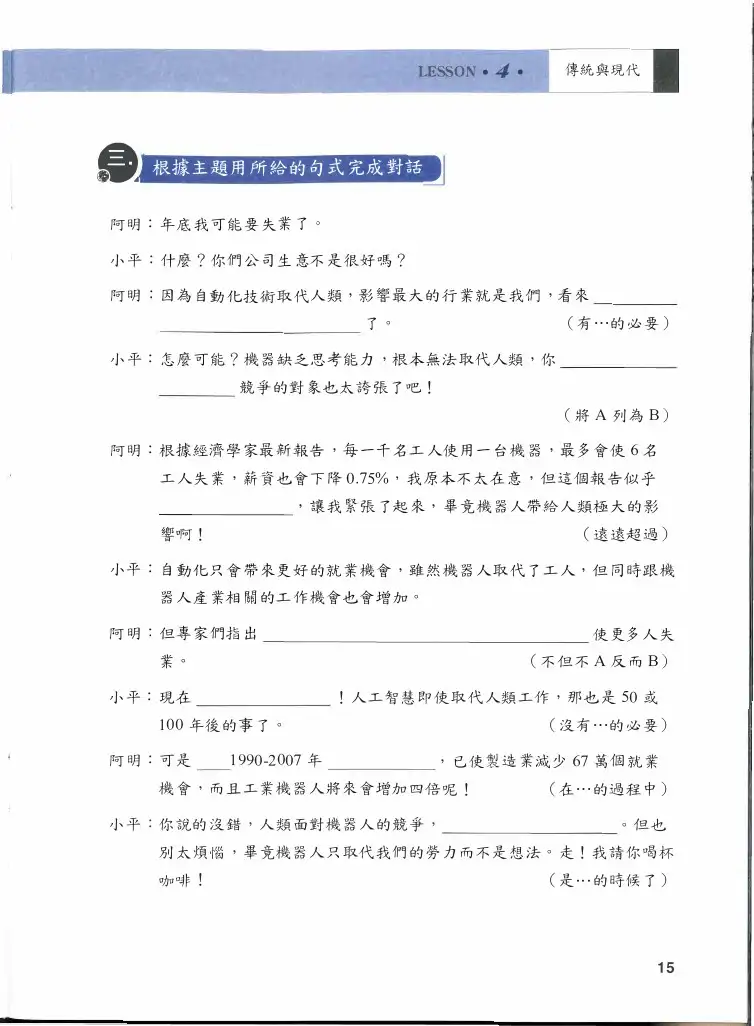 LESSON • 4 • 傳統與現代
三. 根據主題用所給的句式完成對話
阿明：年底我可能要失業了。
小平：什麼？你們公司生意不是很好嗎？
阿明：因為自動化技術取代人類，影響最大的行業就是我們，看來 ________
________________ 了。 （有…的必要）
小平：怎麼可能？機器缺乏思考能力，根本無法取代人類，你 ________
________ 競爭的對象也太誇張了吧！
（將 A 列為 B）
阿明：根據經濟學家最新報告，每一千名工人使用一台機器，最多會使 6 名
工人失業，薪資也會下降 0.75%，我原本不太在意，但這個報告似乎
____________，讓我緊張了起來，畢竟機器人帶給人類極大的影
響啊！ （遠遠超過）
小平：自動化只會帶來更好的就業機會，雖然機器人取代了工人，但同時跟機
器人產業相關的工作機會也會增加。
阿明：但專家們指出 ____________________________ 使更多人失
業。 （不但不 A 反而 B）
小平：現在 ____________！人工智慧即使取代人類工作，那也是 50 或
100 年後的事了。 （沒有…的必要）
阿明：可是 ___1990-2007 年 __________，已使製造業減少 67 萬個就業
機會，而且工業機器人將來會增加四倍呢！ （在…的過程中）
小平：你說的沒錯，人類面對機器人的競爭，________________。但也
別太煩惱，畢竟機器人只取代我們的勞力而不是想法。走！我請你喝杯
咖啡！ （是…的時候了）
15